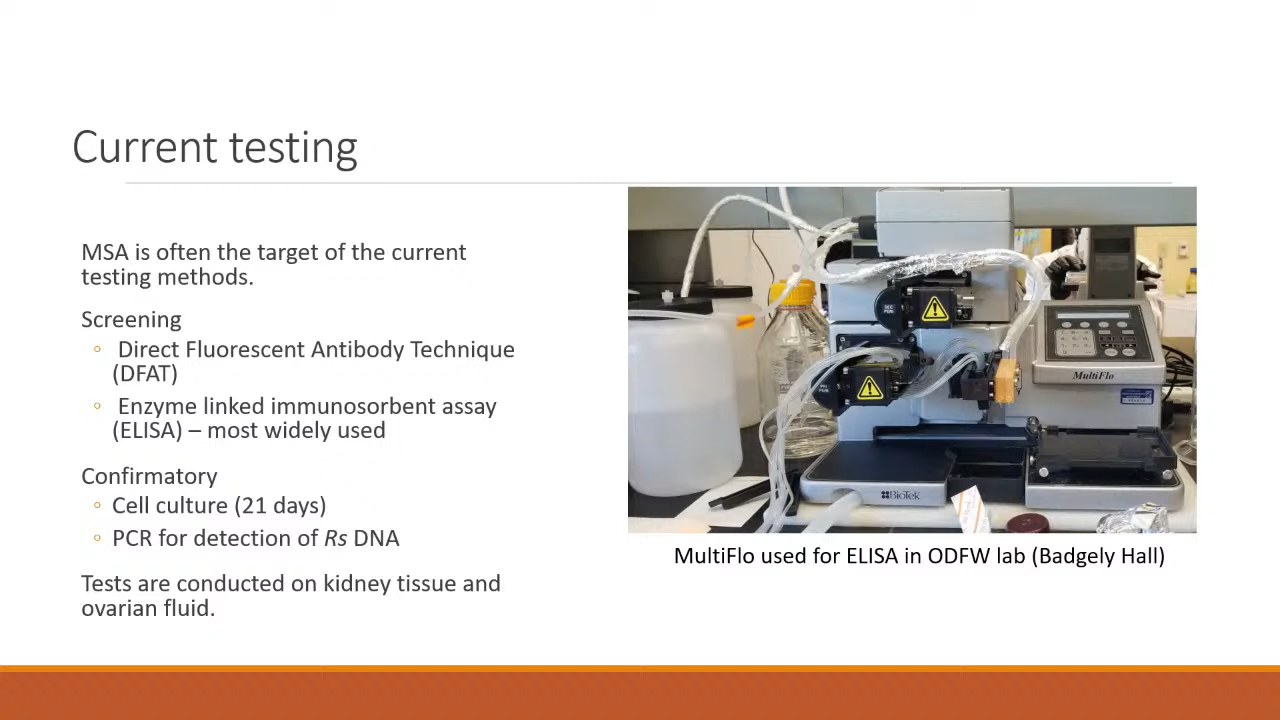 Current testing
MSA is often the target of the current
testing methods.
Screening
◦ Direct Fluorescent Antibody Technique
(DFAT)
◦ Enzyme linked immunosorbent assay
(ELISA) – most widely used
Confirmatory
◦ Cell culture (21 days)
◦ PCR for detection of Rs DNA
Tests are conducted on kidney tissue and
ovarian fluid.
MultiFlo
BioTek
MultiFlo used for ELISA in ODFW lab (Badgely Hall)